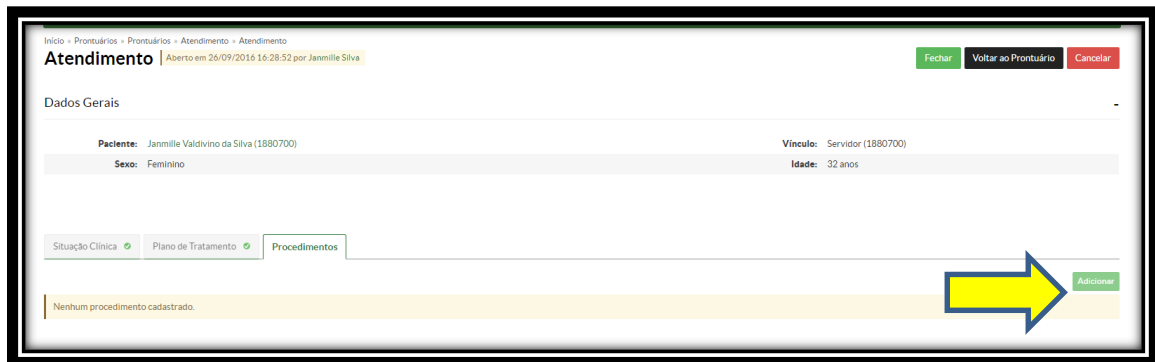 Início » Prontuários » Prontuários » Atendimento » Atendimento
Atendimento Aberto em 26/09/2016 16:28:52 por Janmille Silva
Fechar Voltar ao Prontuário Cancelar
Dados Gerais -
Paciente: Janmille Valdivino da Silva (1880700) Vínculo: Servidor (1880700)
Sexo: Feminino Idade: 32 anos
Situação Clínica Plano de Tratamento Procedimentos
Adicionar
Nenhum procedimento cadastrado.